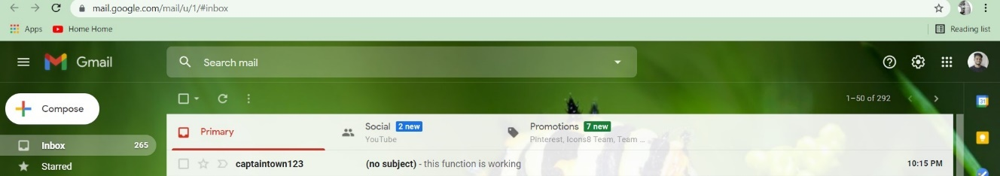 mail.google.com/mail/u/1/#inbox
Apps Home Home Reading list
Gmail Search mail
Compose 1–50 of 292
Primary Social 2 new Promotions 7 new
YouTube Pinterest, Icons8 Team, Team ...
Inbox 265
Starred captaintown123 (no subject) - this function is working 10:15 PM
31